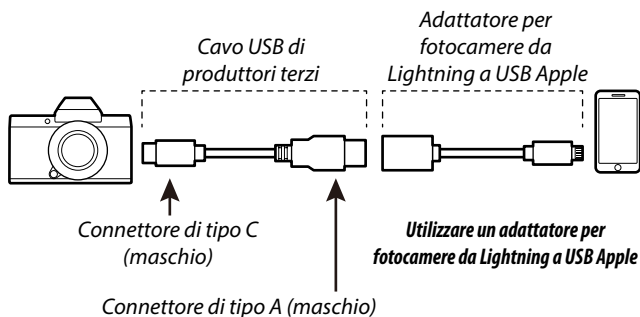 Cavo USB di
produttori terzi
Adattatore per
fotocamere da
Lightning a USB Apple
Connettore di tipo C
(maschio)
Utilizzare un adattatore per
fotocamere da Lightning a USB Apple
Connettore di tipo A (maschio)